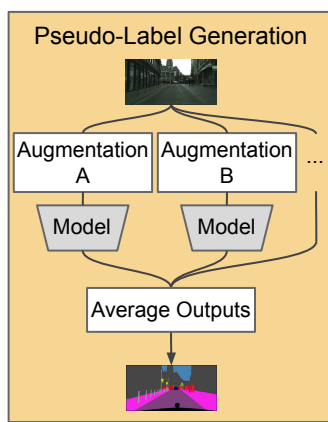 Pseudo-Label Generation
Augmentation
A
Augmentation
B
...
Model
Model
Average Outputs